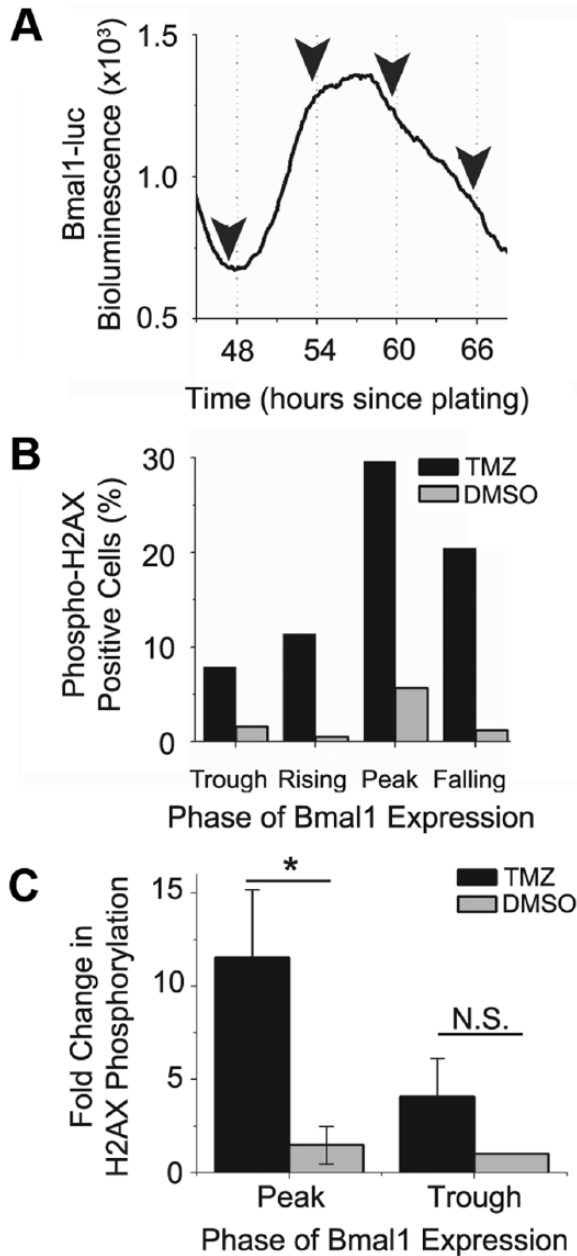 A
Bmal1-luc
Bioluminescence (x10³)
1.5
1.0
0.5
48 54 60 66
Time (hours since plating)
B
Phospho-H2AX
Positive Cells (%)
30
20
10
0
TMZ
DMSO
Trough Rising Peak Falling
Phase of Bmal1 Expression
C
Fold Change in
H2AX Phosphorylation
15
10
5
0
*
N.S.
TMZ
DMSO
Peak Trough
Phase of Bmal1 Expression